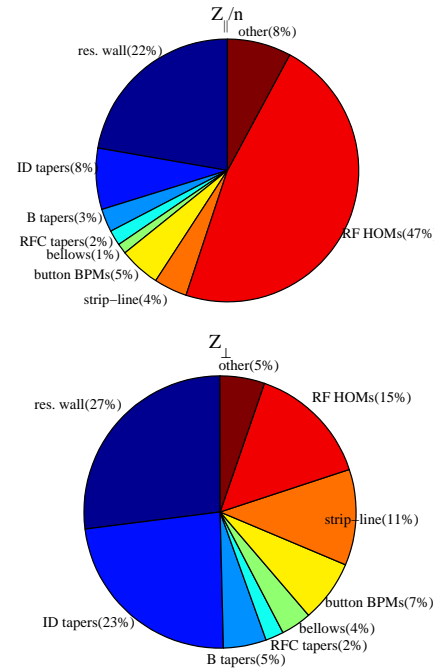 Z∥/n
other(8%)
res. wall(22%)
ID tapers(8%)
B tapers(3%)
RFC tapers(2%)
bellows(1%)
button BPMs(5%)
strip−line(4%)
RF HOMs(47%
Z⊥
other(5%)
res. wall(27%)
RF HOMs(15%)
strip−line(11%)
button BPMs(7%)
bellows(4%)
RFC tapers(2%)
B tapers(5%)
ID tapers(23%)